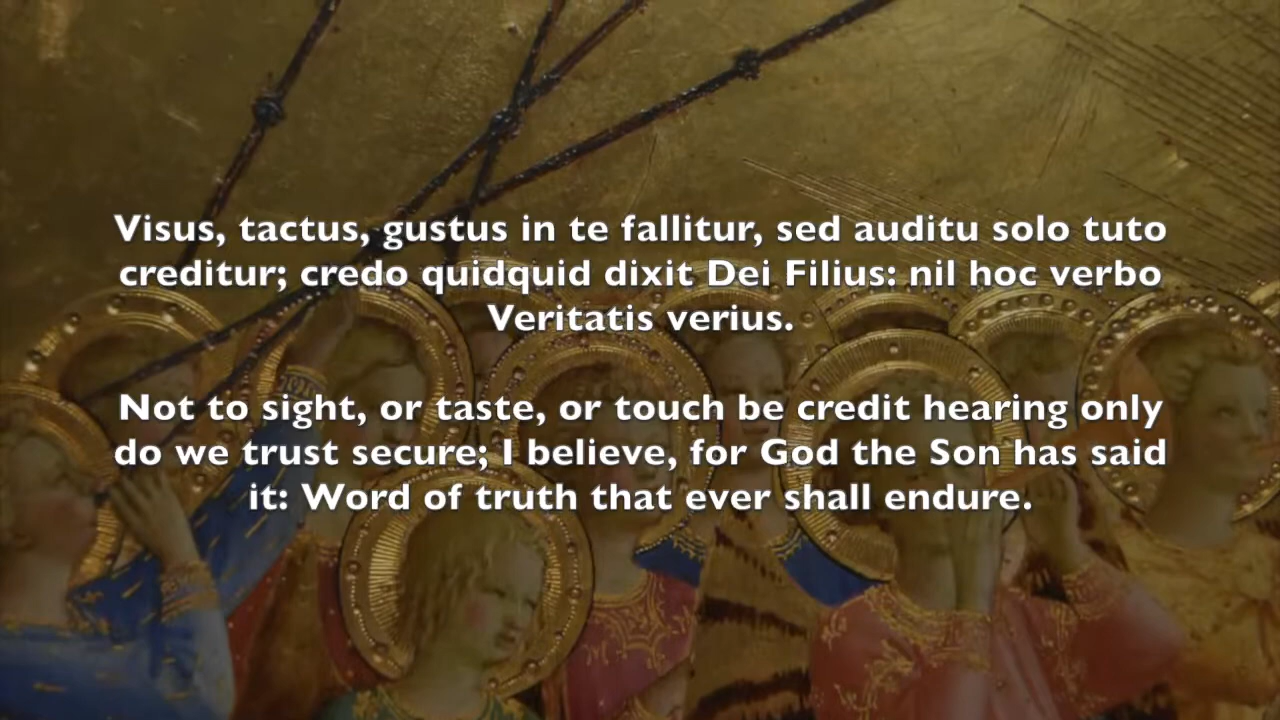 Visus, tactus, gustus in te fallitur, sed auditu solo tuto
creditur; credo quidquid dixit Dei Filius: nil hoc verbo
Veritatis verius.
Not to sight, or taste, or touch be credit hearing only
do we trust secure; I believe, for God the Son has said
it: Word of truth that ever shall endure.